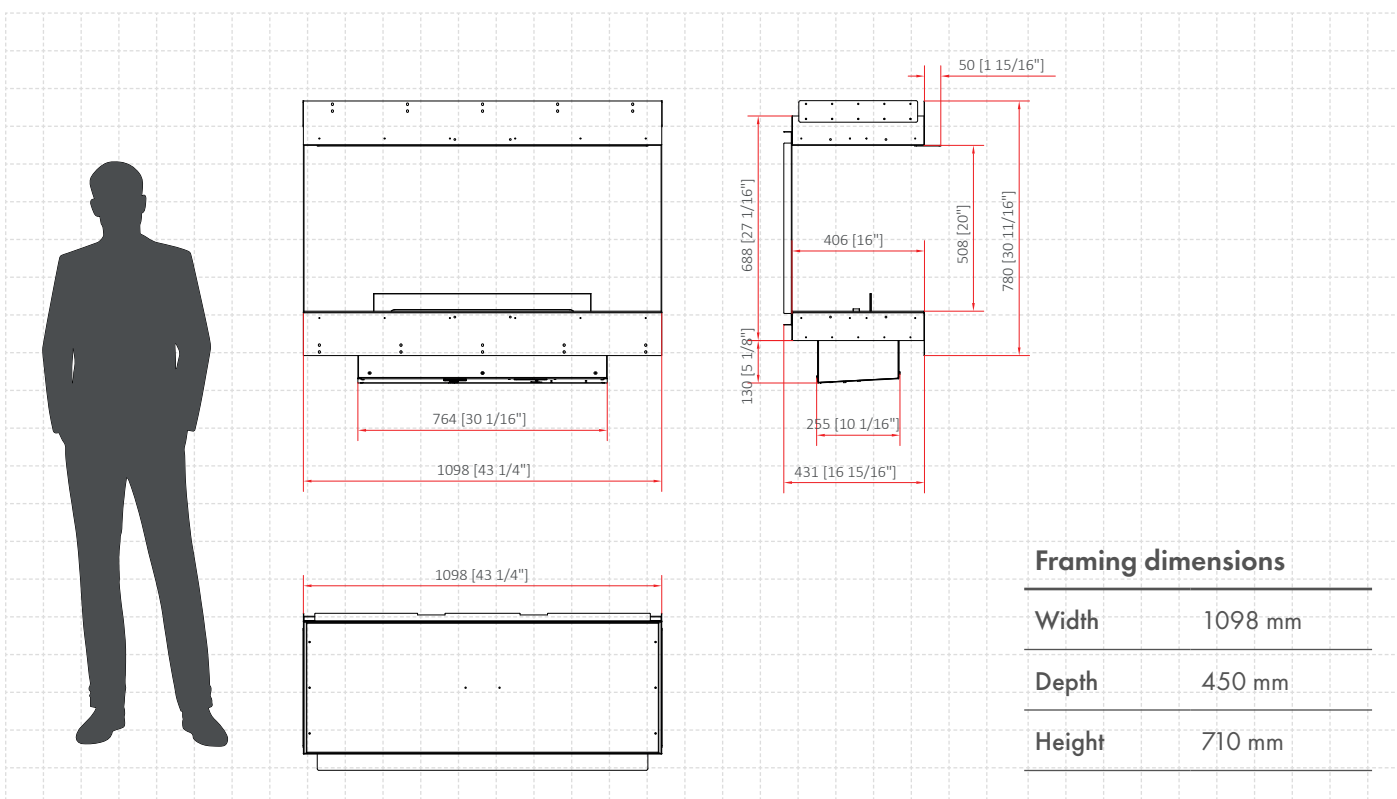 50 [1 15/16"]
688 [27 1/16"]
406 [16"]
508 [20"]
780 [30 11/16"]
130 [5 1/8"]
764 [30 1/16"]
255 [10 1/16"]
1098 [43 1/4"]
431 [16 15/16"]
1098 [43 1/4"]
Framing dimensions
Width 1098 mm
Depth 450 mm
Height 710 mm